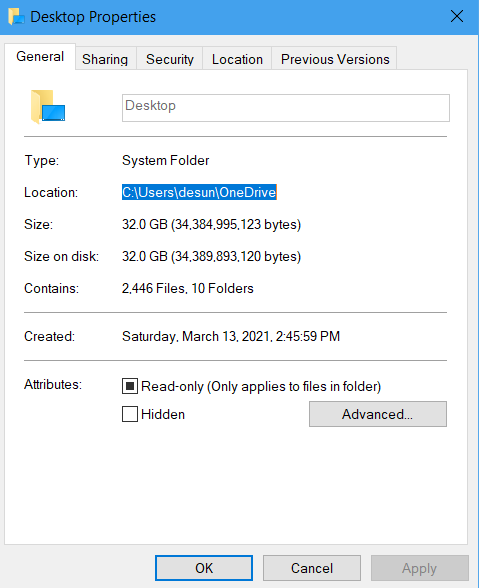 Desktop Properties
General
Sharing
Security
Location
Previous Versions
Desktop
Type: System Folder
Location: C:\Users\desun\OneDrive
Size: 32.0 GB (34,384,995,123 bytes)
Size on disk: 32.0 GB (34,389,893,120 bytes)
Contains: 2,446 Files, 10 Folders
Created: Saturday, March 13, 2021, 2:45:59 PM
Attributes: Read-only (Only applies to files in folder)
Hidden
Advanced...
OK
Cancel
Apply